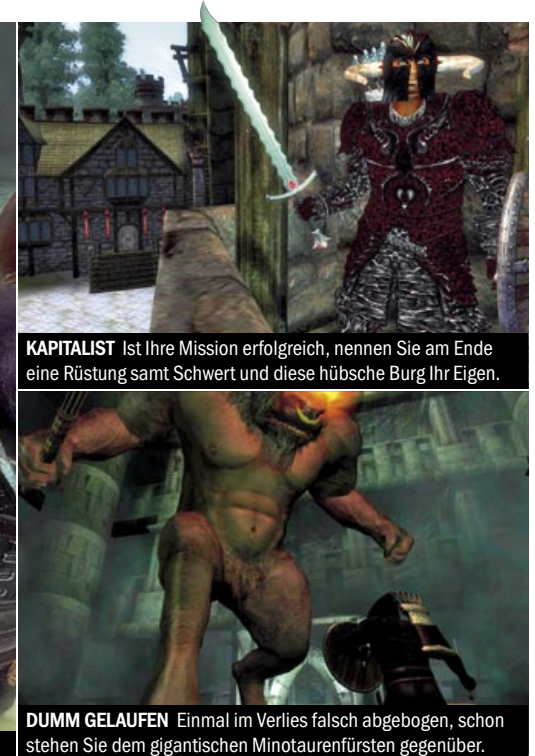 KAPITALIST Ist Ihre Mission erfolgreich, nennen Sie am Ende
eine Rüstung samt Schwert und diese hübsche Burg Ihr Eigen.
DUMM GELAUFEN Einmal im Verlies falsch abgebogen, schon
stehen Sie dem gigantischen Minotaurenfürsten gegenüber.